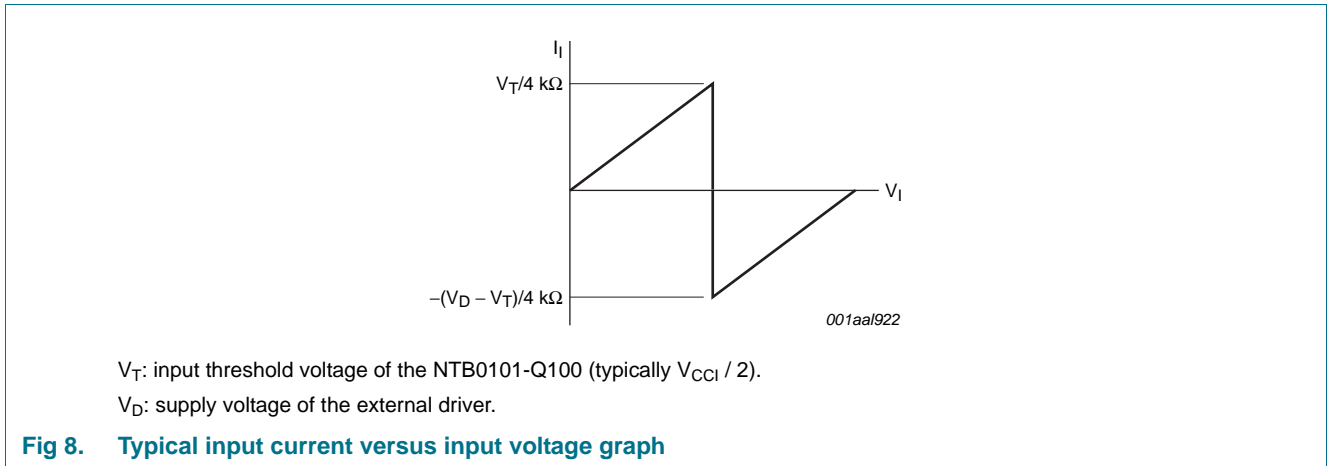 I_I
V_T/4 kΩ
V_I
−(V_D − V_T)/4 kΩ
001aal922
V_T: input threshold voltage of the NTB0101-Q100 (typically V_CCI / 2).
V_D: supply voltage of the external driver.
Fig 8. Typical input current versus input voltage graph